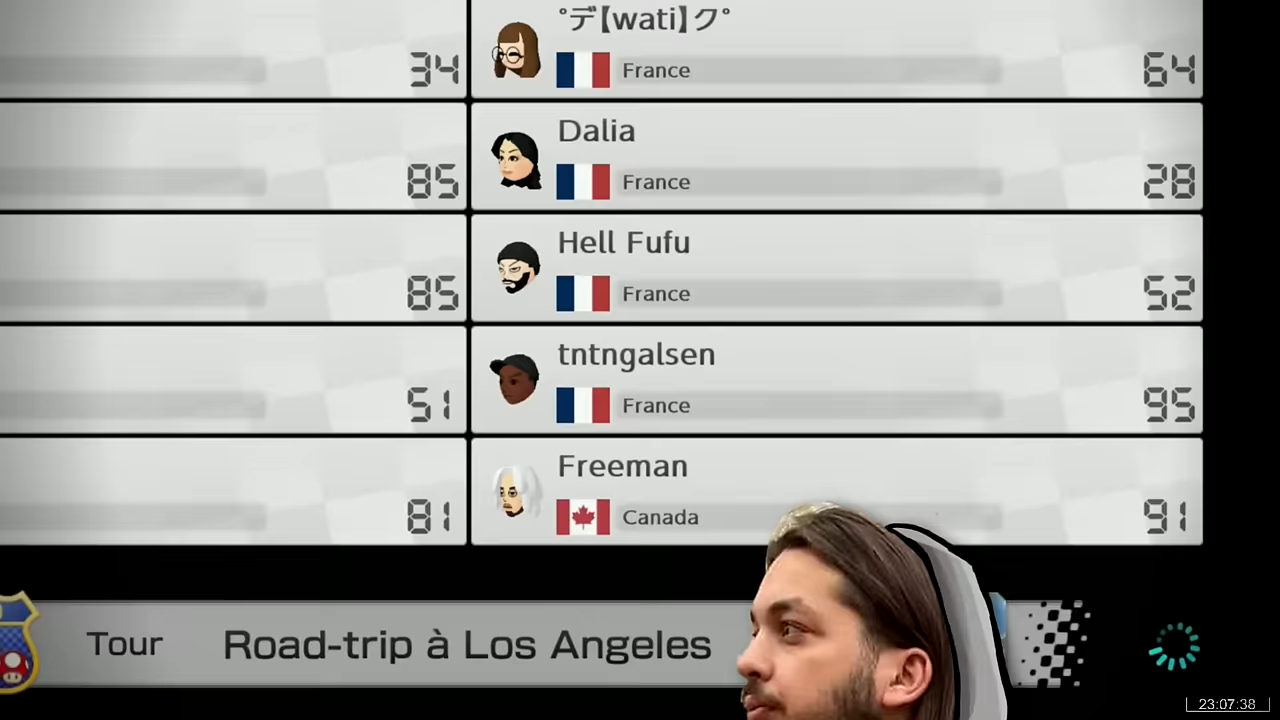 34
85
85
51
81
°デ【wati】ク°
France
64
Dalia
France
28
Hell Fufu
France
52
tntngalsen
France
95
Freeman
Canada
91
Tour Road-trip à Los Angeles
23:07:38